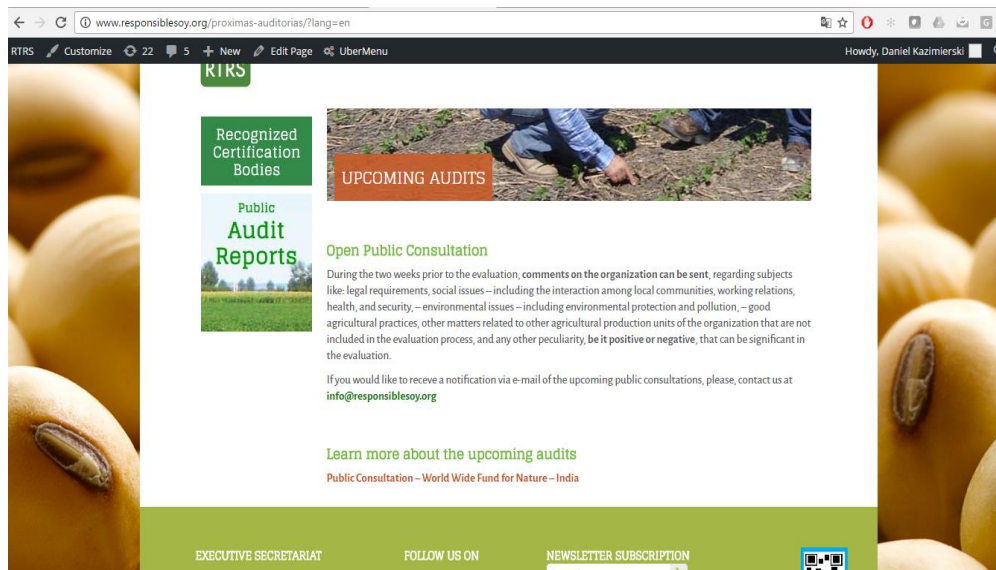 www.responsiblesoy.org/proximas-auditorias/?lang=en
RTRS Customize 22 5 + New Edit Page UberMenu Howdy, Daniel Kazimierski
RTRS
Recognized
Certification
Bodies
UPCOMING AUDITS
Public
Audit
Reports
Open Public Consultation
During the two weeks prior to the evaluation, comments on the organization can be sent, regarding subjects
like: legal requirements, social issues – including the interaction among local communities, working relations,
health, and security, – environmental issues – including environmental protection and pollution, – good
agricultural practices, other matters related to other agricultural production units of the organization that are not
included in the evaluation process, and any other peculiarity, be it positive or negative, that can be significant in
the evaluation.
If you would like to receve a notification via e-mail of the upcoming public consultations, please, contact us at
info@responsiblesoy.org
Learn more about the upcoming audits
Public Consultation – World Wide Fund for Nature – India
EXECUTIVE SECRETARIAT FOLLOW US ON NEWSLETTER SUBSCRIPTION